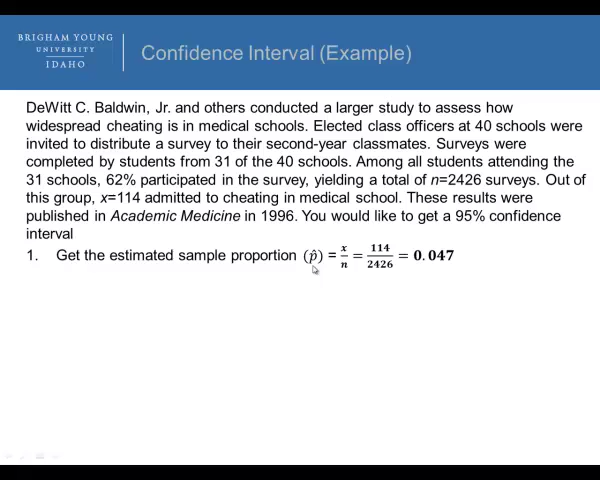 BRIGHAM YOUNG
UNIVERSITY
IDAHO
Confidence Interval (Example)
DeWitt C. Baldwin, Jr. and others conducted a larger study to assess how
widespread cheating is in medical schools. Elected class officers at 40 schools were
invited to distribute a survey to their second-year classmates. Surveys were
completed by students from 31 of the 40 schools. Among all students attending the
31 schools, 62% participated in the survey, yielding a total of n=2426 surveys. Out of
this group, x=114 admitted to cheating in medical school. These results were
published in Academic Medicine in 1996. You would like to get a 95% confidence
interval
1. Get the estimated sample proportion (p̂) = x/n = 114/2426 = 0.047